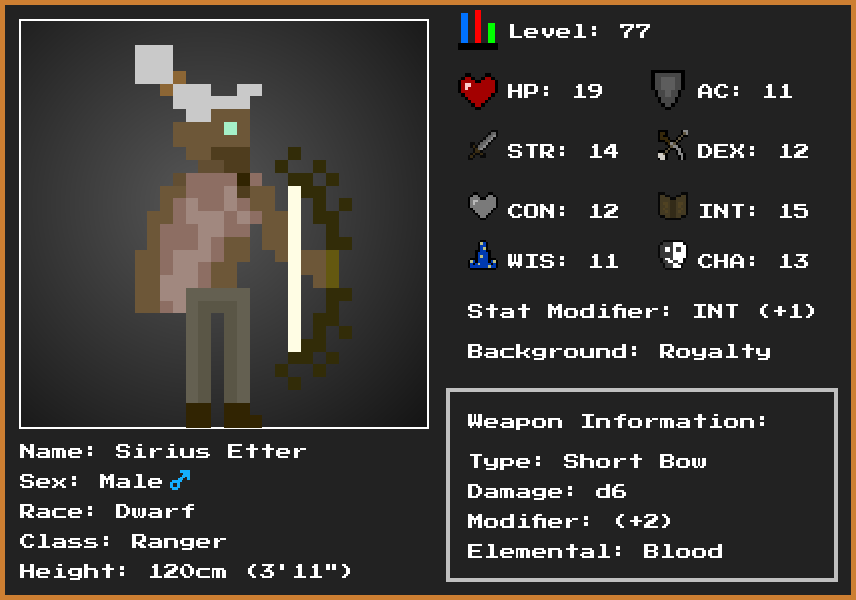 Level: 77
HP: 19 AC: 11
STR: 14 DEX: 12
CON: 12 INT: 15
WIS: 11 CHA: 13
Stat Modifier: INT (+1)
Background: Royalty
Weapon Information:
Type: Short Bow
Damage: d6
Modifier: (+2)
Elemental: Blood
Name: Sirius Etter
Sex: Male♂
Race: Dwarf
Class: Ranger
Height: 120cm (3'11")